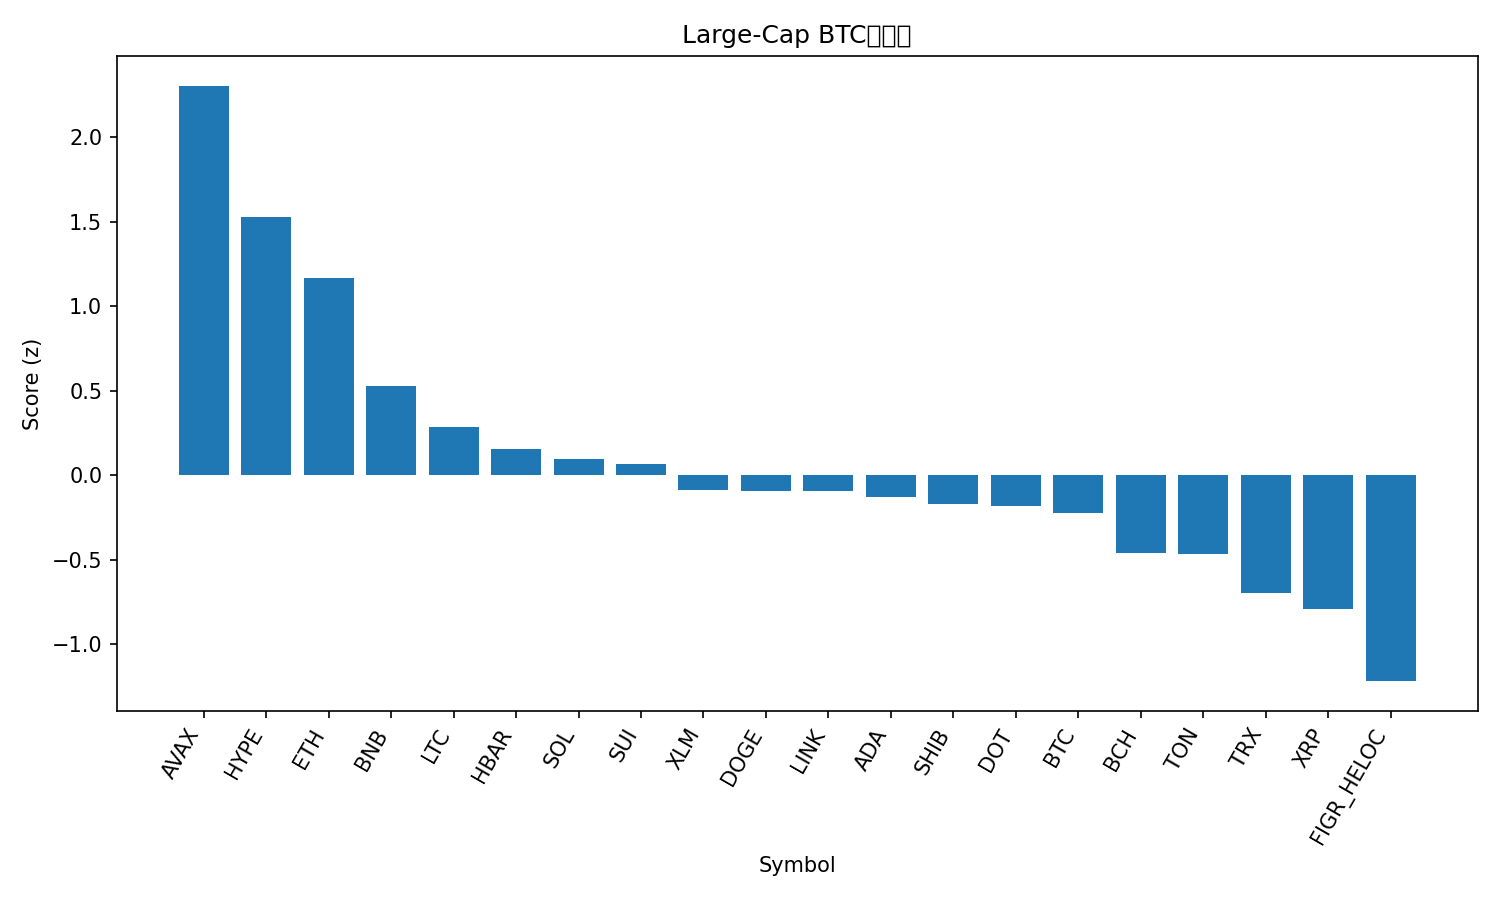 Large-Cap BTC
Score (z)
2.0
1.5
1.0
0.5
0.0
−0.5
−1.0
AVAX
HYPE
ETH
BNB
LTC
HBAR
SOL
SUI
XLM
DOGE
LINK
ADA
SHIB
DOT
BTC
BCH
TON
TRX
XRP
FIGR_HELOC
Symbol